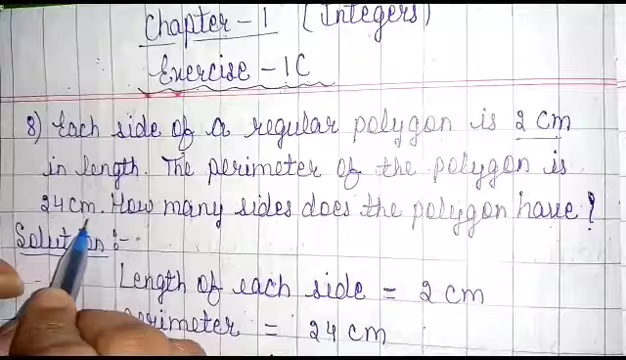 Chapter - 1 (Integers)
Exercise - 1C
8) Each side of a regular polygon is 2 cm
in length. The perimeter of the polygon is
24 cm. How many sides does the polygon have?
Solution :-
Length of each side = 2 cm
Perimeter = 24 cm